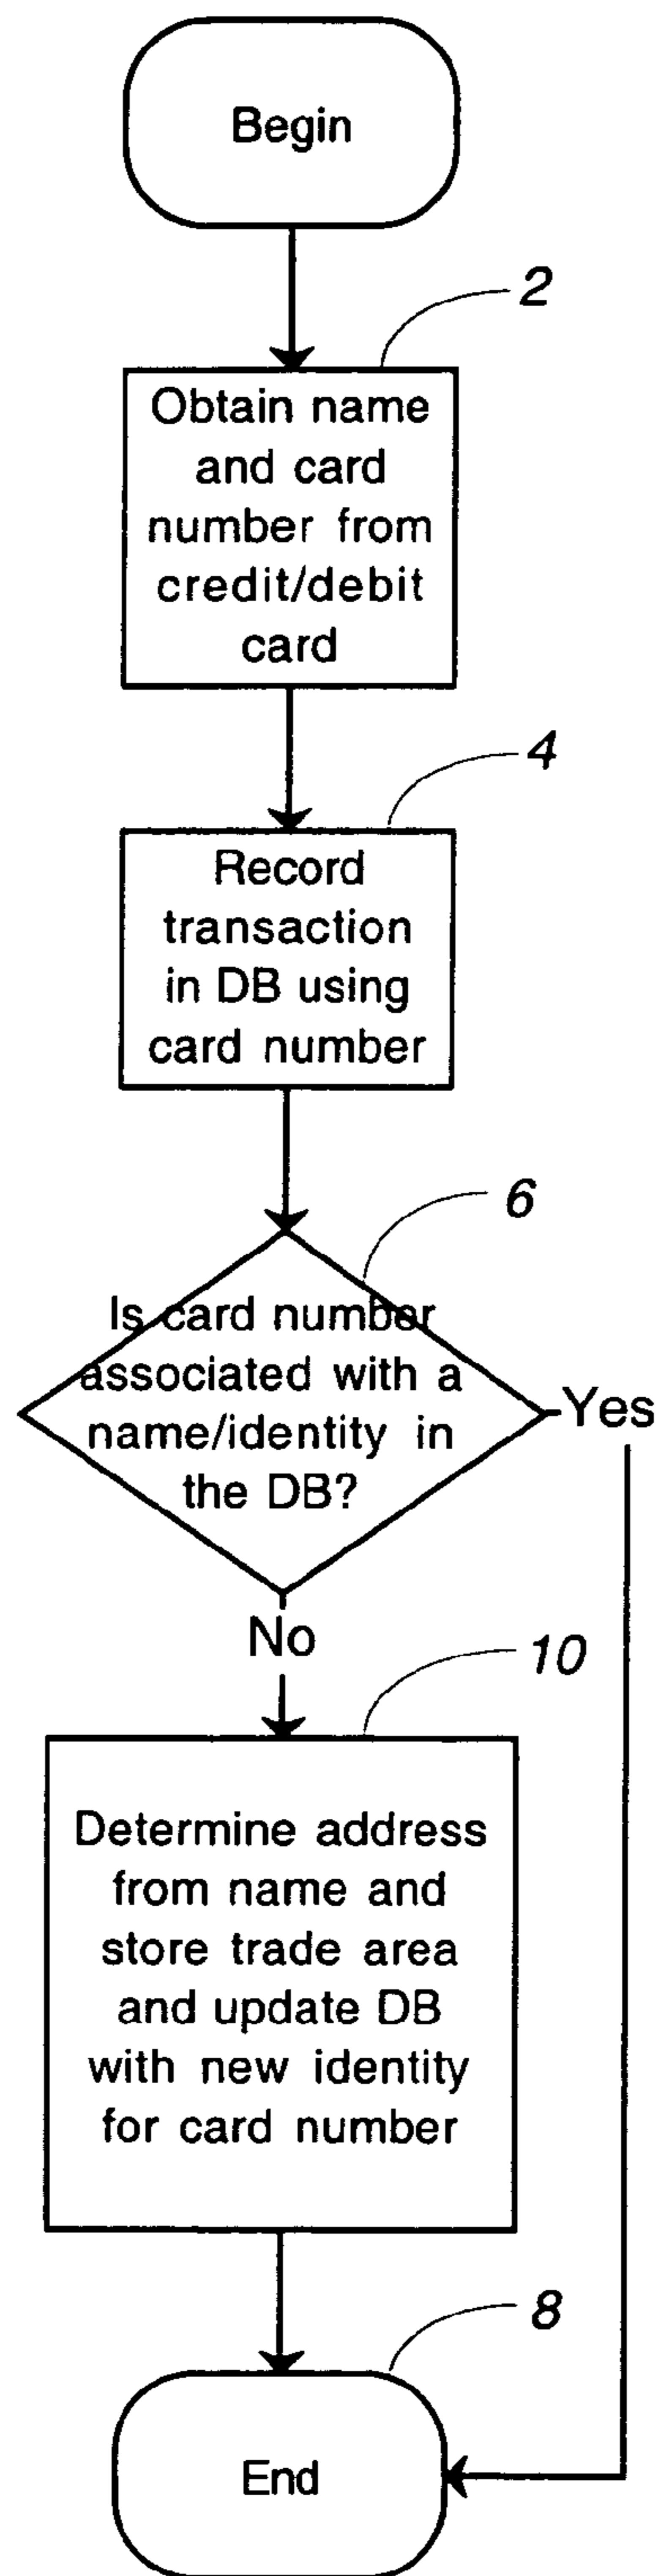 Begin
2
Obtain name
and card
number from
credit/debit
card
4
Record
transaction
in DB using
card number
6
Is card number
associated with a
name/identity in
the DB?
Yes
No
10
Determine address
from name and
store trade area
and update DB
with new identity
for card number
8
End